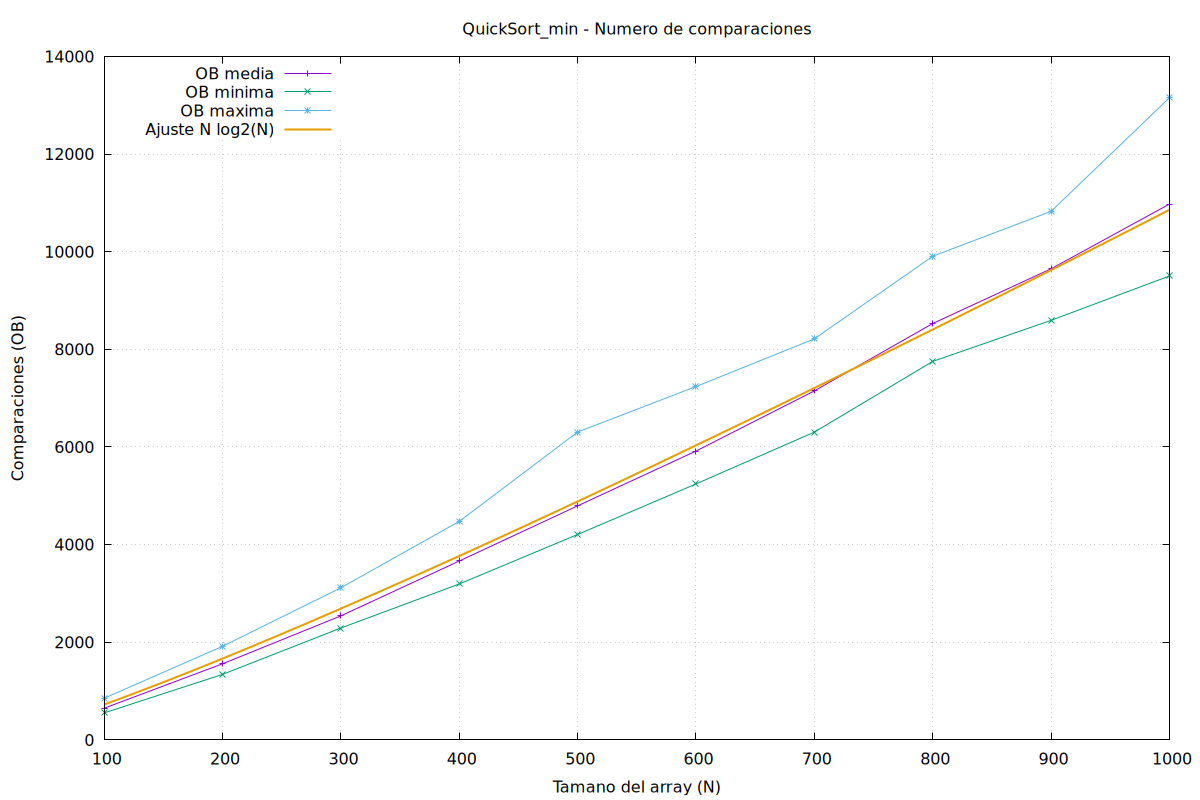 QuickSort_min - Numero de comparaciones
OB media
OB minima
OB maxima
Ajuste N log2(N)
14000
12000
10000
8000
6000
4000
2000
0
Comparaciones (OB)
100 200 300 400 500 600 700 800 900 1000
Tamano del array (N)